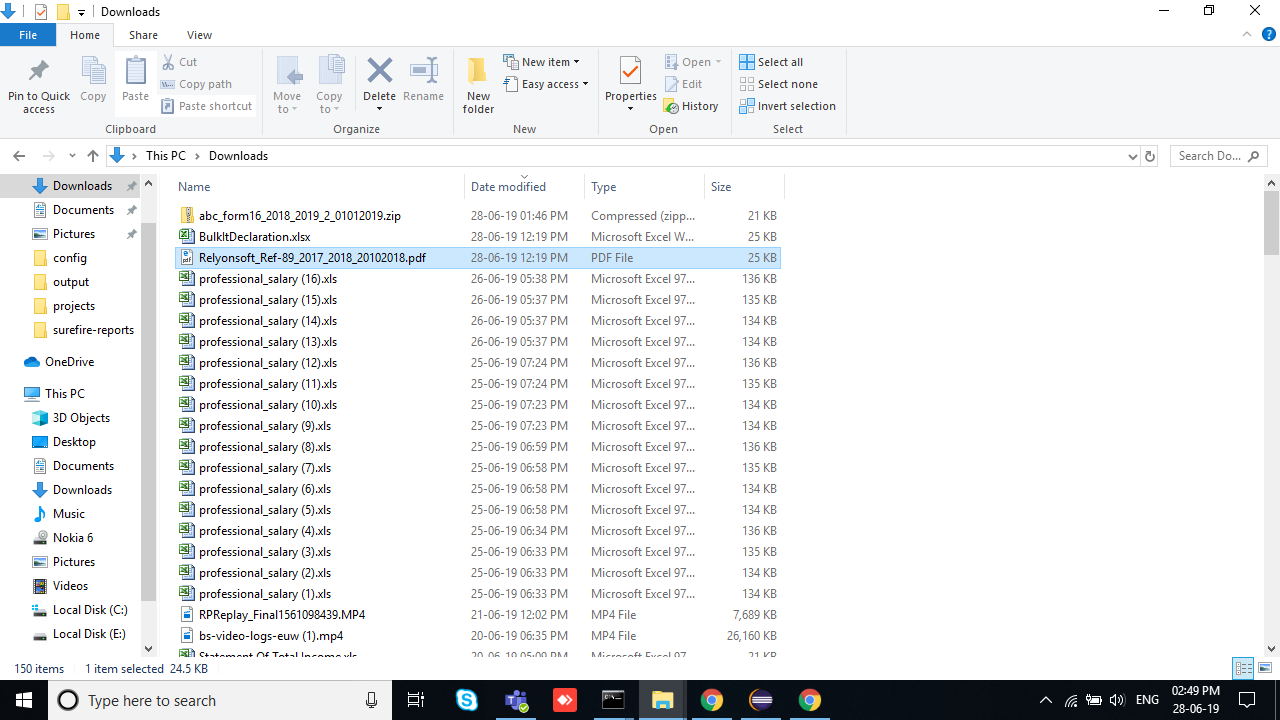 Downloads
File Home Share View
Pin to Quick access
Copy
Paste
Cut
Copy path
Paste shortcut
Move to
Copy to
Delete
Rename
New folder
New item
Easy access
Properties
Open
Edit
History
Select all
Select none
Invert selection
Clipboard Organize New Open Select
This PC Downloads Search Do...
Downloads
Documents
Pictures
config
output
projects
surefire-reports
OneDrive
This PC
3D Objects
Desktop
Documents
Downloads
Music
Nokia 6
Pictures
Videos
Local Disk (C:)
Local Disk (E:)
Name Date modified Type Size
abc_form16_2018_2019_2_01012019.zip 28-06-19 01:46 PM Compressed (zipp... 21 KB
BulkItDeclaration.xlsx 28-06-19 12:19 PM Microsoft Excel W... 25 KB
Relyonsoft_Ref-89_2017_2018_20102018.pdf 28-06-19 12:19 PM PDF File 25 KB
professional_salary (16).xls 26-06-19 05:38 PM Microsoft Excel 97... 136 KB
professional_salary (15).xls 26-06-19 05:37 PM Microsoft Excel 97... 135 KB
professional_salary (14).xls 26-06-19 05:37 PM Microsoft Excel 97... 134 KB
professional_salary (13).xls 26-06-19 05:37 PM Microsoft Excel 97... 134 KB
professional_salary (12).xls 25-06-19 07:24 PM Microsoft Excel 97... 136 KB
professional_salary (11).xls 25-06-19 07:24 PM Microsoft Excel 97... 135 KB
professional_salary (10).xls 25-06-19 07:23 PM Microsoft Excel 97... 134 KB
professional_salary (9).xls 25-06-19 07:23 PM Microsoft Excel 97... 134 KB
professional_salary (8).xls 25-06-19 06:59 PM Microsoft Excel 97... 136 KB
professional_salary (7).xls 25-06-19 06:58 PM Microsoft Excel 97... 135 KB
professional_salary (6).xls 25-06-19 06:58 PM Microsoft Excel 97... 134 KB
professional_salary (5).xls 25-06-19 06:58 PM Microsoft Excel 97... 134 KB
professional_salary (4).xls 25-06-19 06:34 PM Microsoft Excel 97... 136 KB
professional_salary (3).xls 25-06-19 06:33 PM Microsoft Excel 97... 135 KB
professional_salary (2).xls 25-06-19 06:33 PM Microsoft Excel 97... 134 KB
professional_salary (1).xls 25-06-19 06:33 PM Microsoft Excel 97... 134 KB
RPReplay_Final1561098439.MP4 21-06-19 12:02 PM MP4 File 7,689 KB
bs-video-logs-euw (1).mp4 20-06-19 06:35 PM MP4 File 26,160 KB
Statement Of Total Income.xls 20-06-19 05:09 PM Microsoft Excel 97... 21 KB
150 items 1 item selected 24.5 KB
Type here to search
ENG
02:49 PM
28-06-19